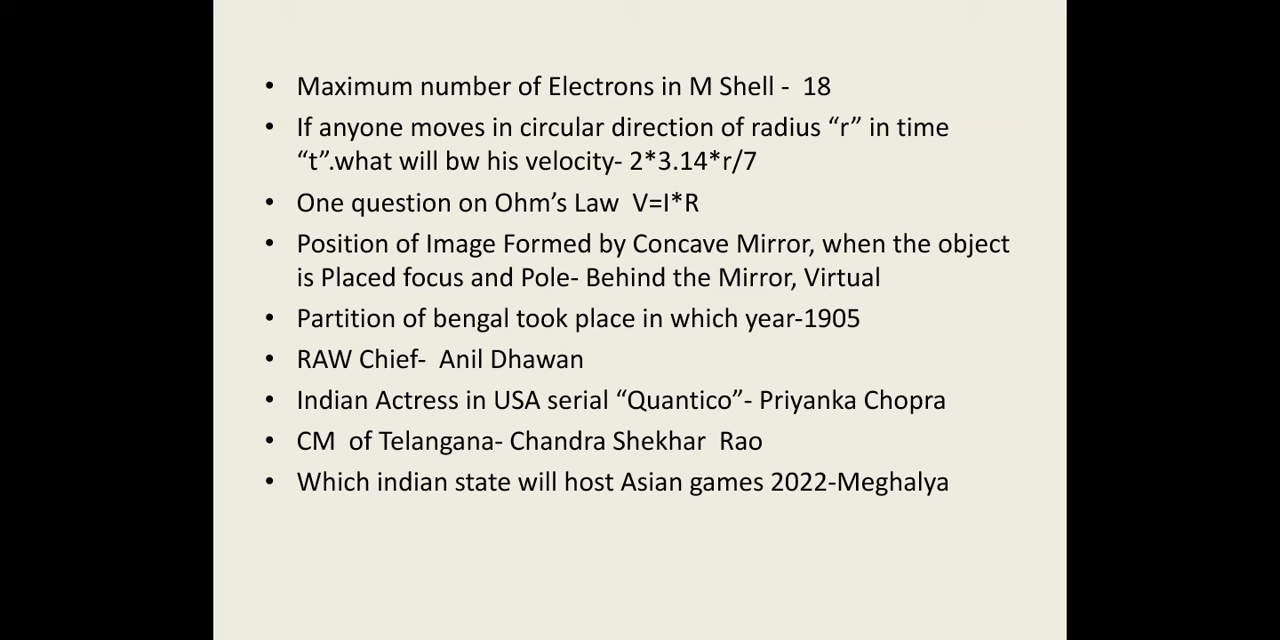 • Maximum number of Electrons in M Shell -  18
• If anyone moves in circular direction of radius “r” in time
“t”.what will bw his velocity- 2*3.14*r/7
• One question on Ohm’s Law  V=I*R
• Position of Image Formed by Concave Mirror, when the object
is Placed focus and Pole- Behind the Mirror, Virtual
• Partition of bengal took place in which year-1905
• RAW Chief-  Anil Dhawan
• Indian Actress in USA serial “Quantico”- Priyanka Chopra
• CM  of Telangana- Chandra Shekhar  Rao
• Which indian state will host Asian games 2022-Meghalya